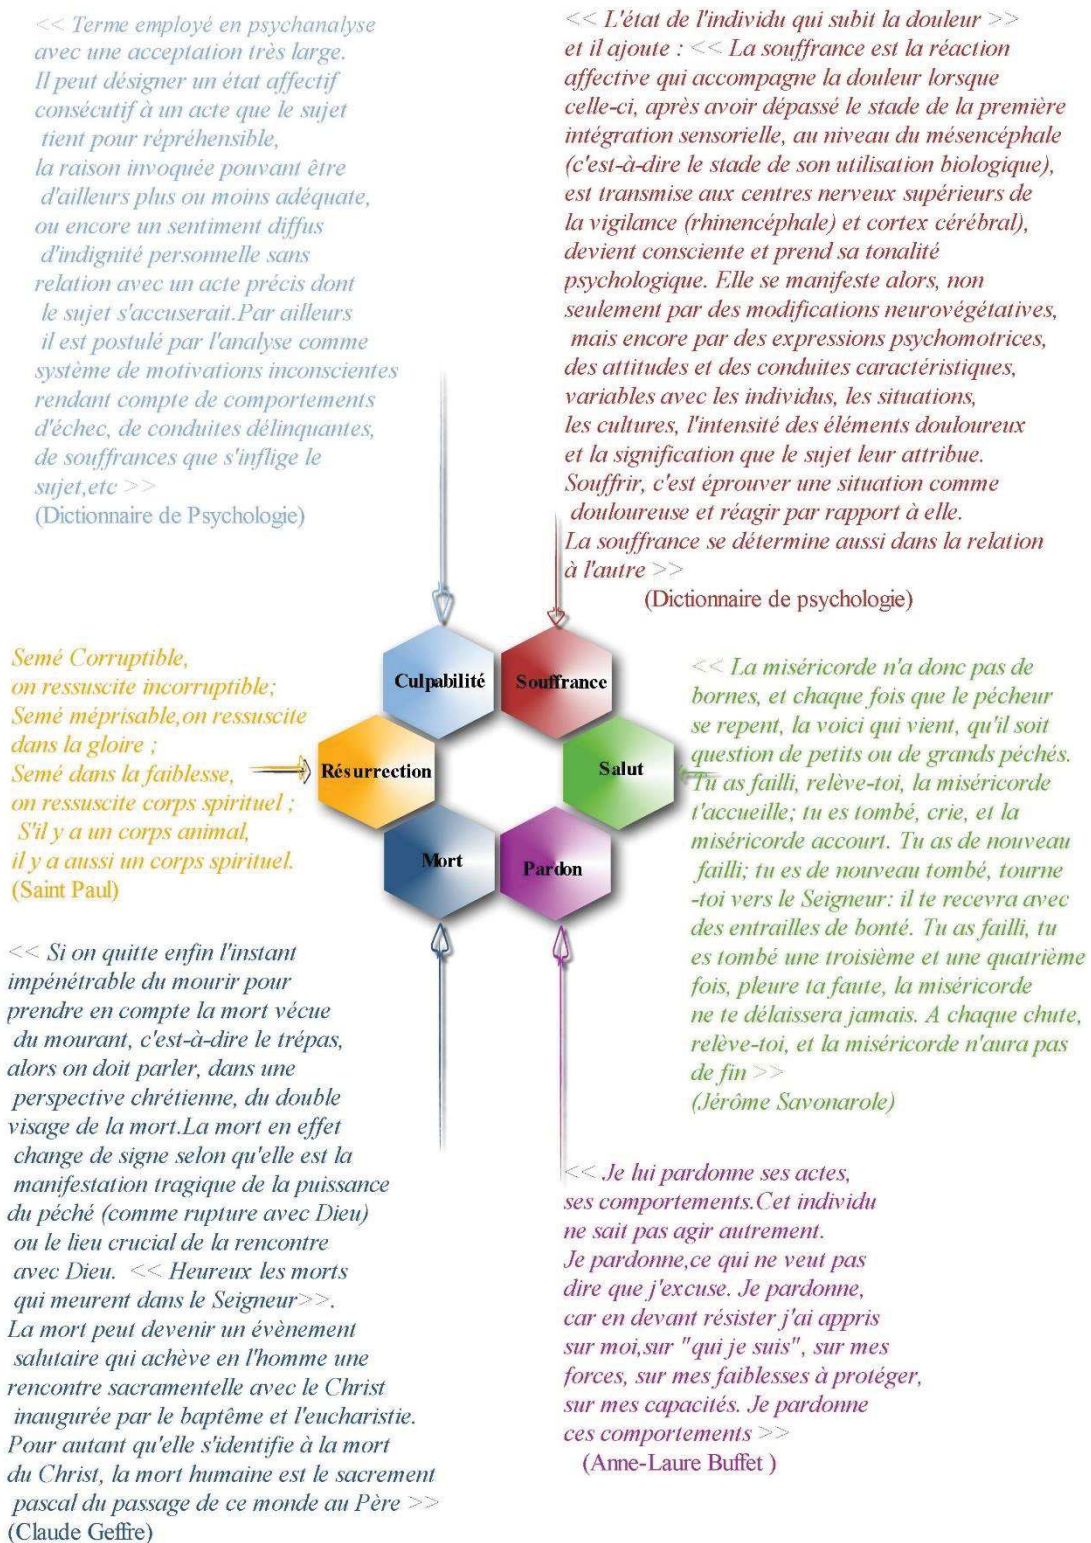 << Terme employé en psychanalyse
avec une acceptation très large.
Il peut désigner un état affectif
consécutif à un acte que le sujet
tient pour répréhensible,
la raison invoquée pouvant être
d'ailleurs plus ou moins adéquate,
ou encore un sentiment diffus
d'indignité personnelle sans
relation avec un acte précis dont
le sujet s'accuserait.Par ailleurs
il est postulé par l'analyse comme
système de motivations inconscientes
rendant compte de comportements
d'échec, de conduites délinquantes,
de souffrances que s'inflige le
sujet,etc >>
(Dictionnaire de Psychologie)
<< L'état de l'individu qui subit la douleur >>
et il ajoute : << La souffrance est la réaction
affective qui accompagne la douleur lorsque
celle-ci, après avoir dépassé le stade de la première
intégration sensorielle, au niveau du mésencéphale
(c'est-à-dire le stade de son utilisation biologique),
est transmise aux centres nerveux supérieurs de
la vigilance (rhinencéphale) et cortex cérébral),
devient consciente et prend sa tonalité
psychologique. Elle se manifeste alors, non
seulement par des modifications neurovégétatives,
mais encore par des expressions psychomotrices,
des attitudes et des conduites caractéristiques,
variables avec les individus, les situations,
les cultures, l'intensité des éléments douloureux
et la signification que le sujet leur attribue.
Souffrir, c'est éprouver une situation comme
douloureuse et réagir par rapport à elle.
La souffrance se détermine aussi dans la relation
à l'autre >>
(Dictionnaire de psychologie)
Culpabilité
Souffrance
Résurrection
Salut
Mort
Pardon
Semé Corruptible,
on ressuscite incorruptible;
Semé méprisable,on ressuscite
dans la gloire ;
Semé dans la faiblesse,
on ressuscite corps spirituel ;
S'il y a un corps animal,
il y a aussi un corps spirituel.
(Saint Paul)
<< La miséricorde n'a donc pas de
bornes, et chaque fois que le pécheur
se repent, la voici qui vient, qu'il soit
question de petits ou de grands péchés.
Tu as failli, relève-toi, la miséricorde
t'accueille; tu es tombé, crie, et la
miséricorde accourt. Tu as de nouveau
failli; tu es de nouveau tombé, tourne
-toi vers le Seigneur: il te recevra avec
des entrailles de bonté. Tu as failli, tu
es tombé une troisième et une quatrième
fois, pleure ta faute, la miséricorde
ne te délaissera jamais. A chaque chute,
relève-toi, et la miséricorde n'aura pas
de fin >>
(Jérôme Savonarole)
<< Si on quitte enfin l'instant
impénétrable du mourir pour
prendre en compte la mort vécue
du mourant, c'est-à-dire le trépas,
alors on doit parler, dans une
perspective chrétienne, du double
visage de la mort.La mort en effet
change de signe selon qu'elle est la
manifestation tragique de la puissance
du péché (comme rupture avec Dieu)
ou le lieu crucial de la rencontre
avec Dieu. << Heureux les morts
qui meurent dans le Seigneur>>.
La mort peut devenir un évènement
salutaire qui achève en l'homme une
rencontre sacramentelle avec le Christ
inaugurée par le baptême et l'eucharistie.
Pour autant qu'elle s'identifie à la mort
du Christ, la mort humaine est le sacrement
pascal du passage de ce monde au Père >>
(Claude Geffre)
<< Je lui pardonne ses actes,
ses comportements.Cet individu
ne sait pas agir autrement.
Je pardonne,ce qui ne veut pas
dire que j'excuse. Je pardonne,
car en devant résister j'ai appris
sur moi,sur "qui je suis", sur mes
forces, sur mes faiblesses à protéger,
sur mes capacités. Je pardonne
ces comportements >>
(Anne-Laure Buffet )